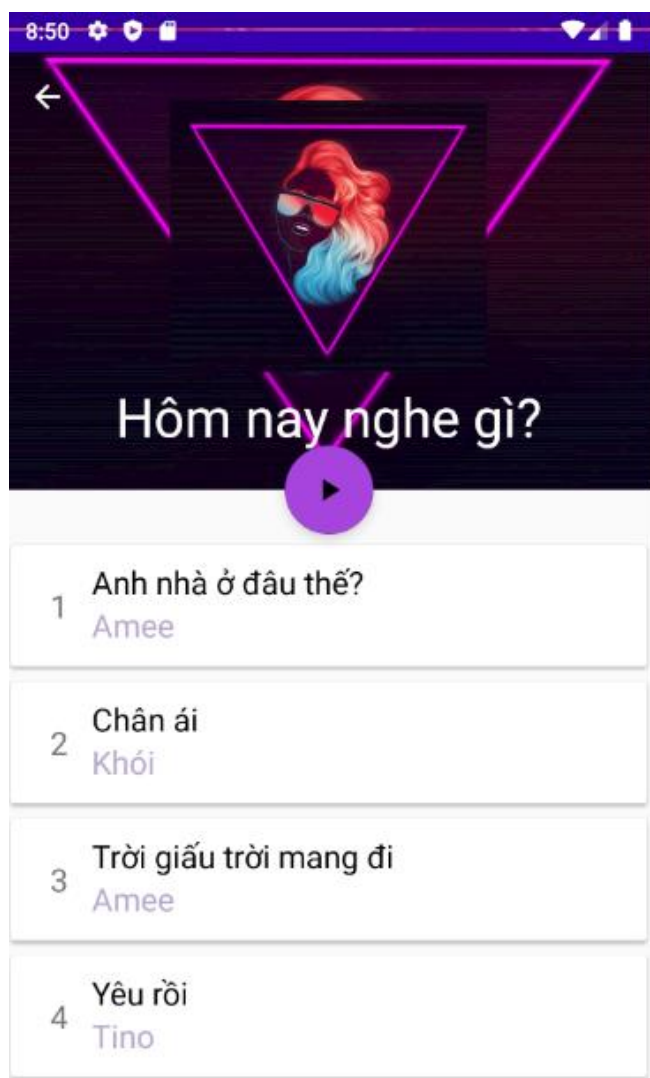 8:50
Hôm nay nghe gì?
1
Anh nhà ở đâu thế?
Amee
2
Chân ái
Khói
3
Trời giấu trời mang đi
Amee
4
Yêu rồi
Tino